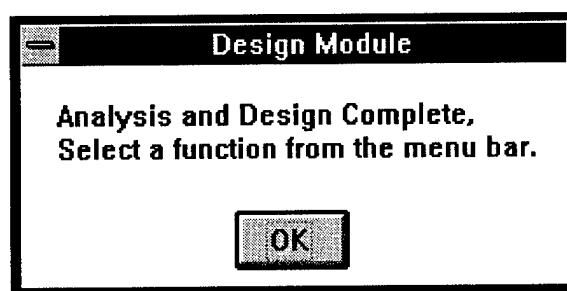 Design Module
Analysis and Design Complete,
Select a function from the menu bar.
OK